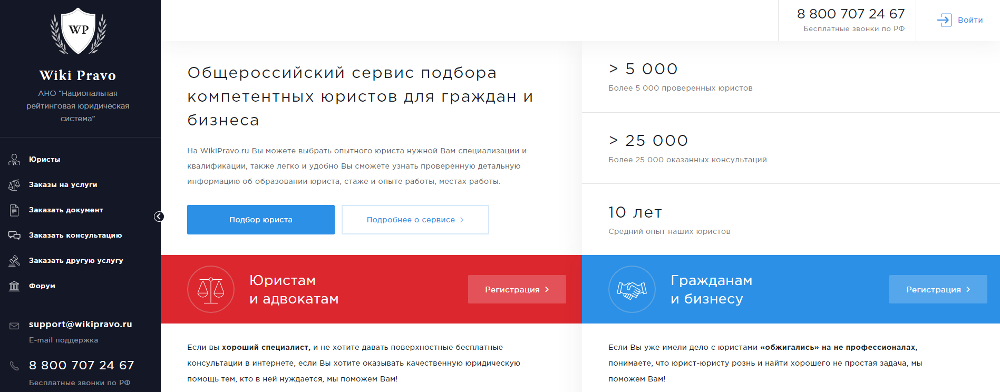 WP
Wiki Pravo
АНО “Национальная
рейтинговая юридическая
система”
Юристы
Заказы на услуги
Заказать документ
Заказать консультацию
Заказать другую услугу
Форум
support@wikipravo.ru
E-mail поддержка
8 800 707 24 67
Бесплатные звонки по РФ
8 800 707 24 67
Бесплатные звонки по РФ
Войти
Общероссийский сервис подбора
компетентных юристов для граждан и
бизнеса
На WikiPravo.ru Вы можете выбрать опытного юриста нужной Вам специализации и
квалификации, также легко и удобно Вы сможете узнать проверенную детальную
информацию об образовании юриста, стаже и опыте работы, местах работы.
Подбор юриста
Подробнее о сервисе
> 5 000
Более 5 000 проверенных юристов
> 25 000
Более 25 000 оказанных консультаций
10 лет
Средний опыт наших юристов
Юристам
и адвокатам
Регистрация
Гражданам
и бизнесу
Регистрация
Если вы хороший специалист, и не хотите давать поверхностные бесплатные
консультации в интернете, если Вы хотите оказывать качественную юридическую
помощь тем, кто в ней нуждается, мы поможем Вам!
Если Вы уже имели дело с юристами «обжигались» на не профессионалах,
понимаете, что юрист-юристу рознь и найти хорошего не простая задача, мы
поможем Вам!